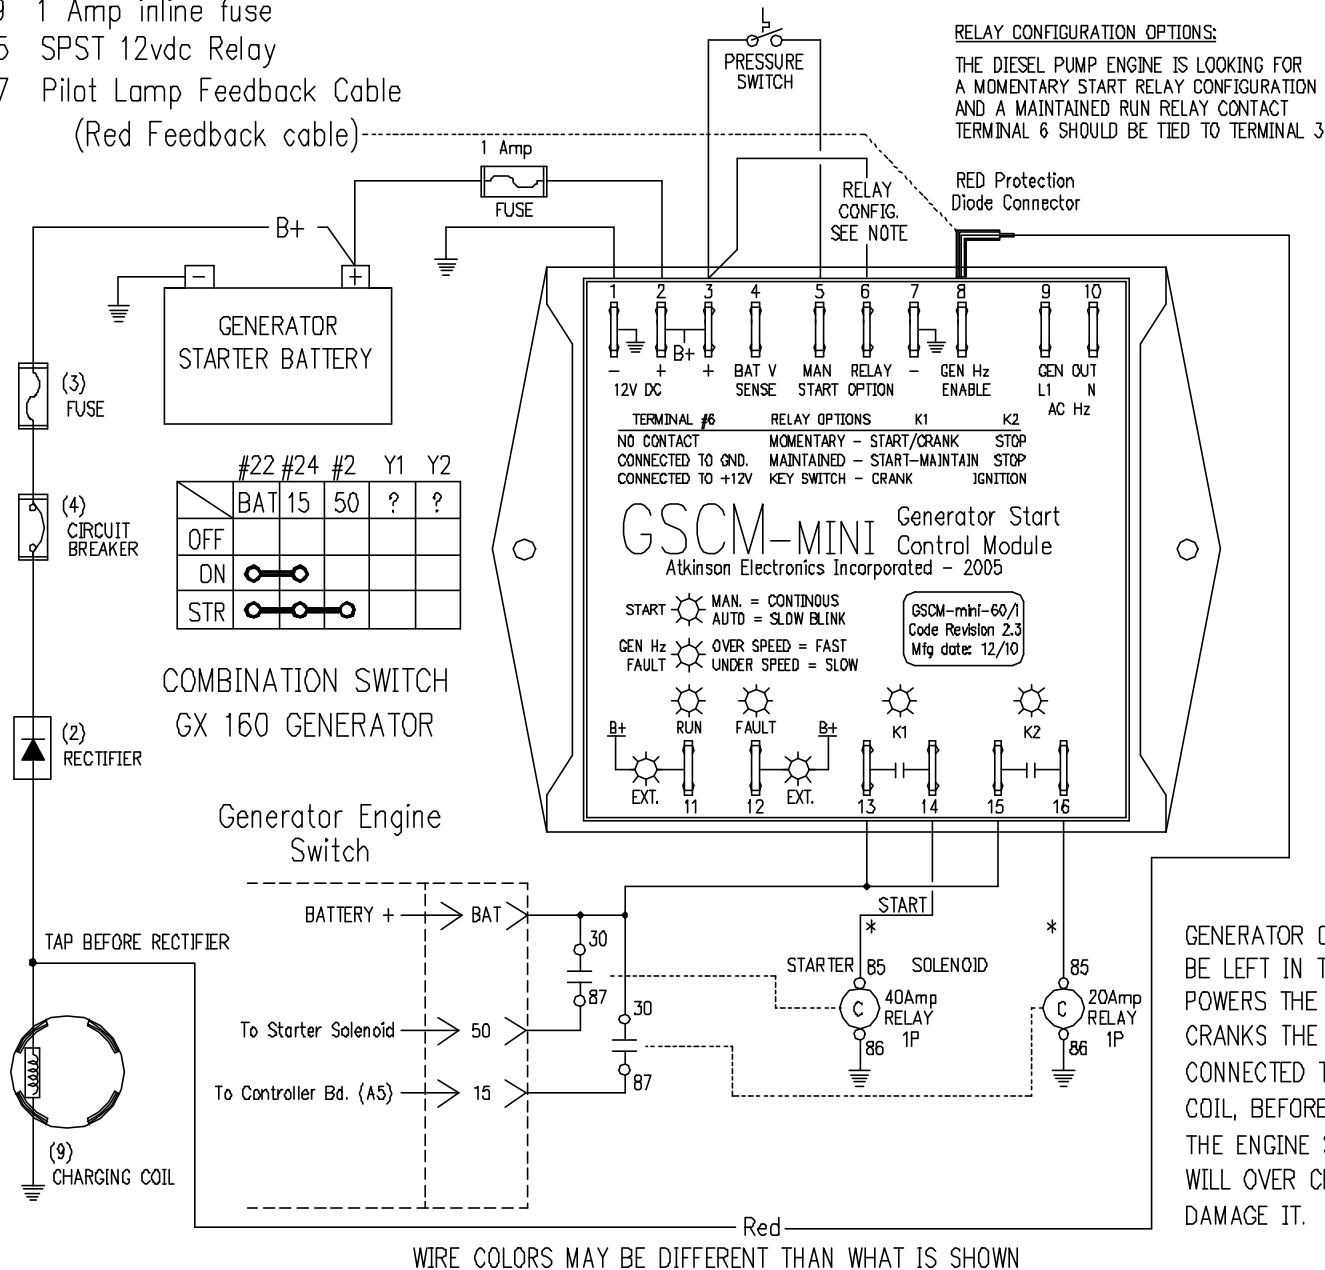 9 1 Amp inline fuse
5 SPST 12vdc Relay
7 Pilot Lamp Feedback Cable
(Red Feedback cable)
PRESSURE
SWITCH
RELAY CONFIGURATION OPTIONS:
THE DIESEL PUMP ENGINE IS LOOKING FOR
A MOMENTARY START RELAY CONFIGURATION
AND A MAINTAINED RUN RELAY CONTACT
TERMINAL 6 SHOULD BE TIED TO TERMINAL 3
1 Amp
FUSE
RELAY
CONFIG.
SEE NOTE
RED Protection
Diode Connector
B+
- +
GENERATOR
STARTER BATTERY
(3)
FUSE
(4)
CIRCUIT
BREAKER
#22 #24 #2 Y1 Y2
BAT 15 50 ? ?
OFF
ON
STR
COMBINATION SWITCH
GX 160 GENERATOR
(2)
RECTIFIER
1 2 3 4 5 6 7 8 9 10
B+
- + + BAT V MAN RELAY - GEN Hz GEN OUT
12V DC SENSE START OPTION ENABLE L1 N
AC Hz
TERMINAL #6 RELAY OPTIONS K1 K2
NO CONTACT MOMENTARY - START/CRANK STOP
CONNECTED TO GND. MAINTAINED - START-MAINTAIN STOP
CONNECTED TO +12V KEY SWITCH - CRANK IGNITION
GSCM-MINI Generator Start
Control Module
Atkinson Electronics Incorporated - 2005
START MAN. = CONTINOUS
AUTO = SLOW BLINK
GEN Hz OVER SPEED = FAST
FAULT UNDER SPEED = SLOW
GSCM-mini-60/1
Code Revision 2.3
Mfg date: 12/10
B+ RUN FAULT B+ K1 K2
EXT. 11 12 EXT. 13 14 15 16
Generator Engine
Switch
BATTERY + BAT
TAP BEFORE RECTIFIER
30
87
To Starter Solenoid 50
30
87
To Controller Bd. (A5) 15
START
* *
STARTER 85 SOLENOID 85
C 40Amp C 20Amp
RELAY RELAY
86 1P 86 1P
(9)
CHARGING COIL
Red
WIRE COLORS MAY BE DIFFERENT THAN WHAT IS SHOWN
GENERATOR
BE LEFT IN
POWERS THE
CRANKS THE
CONNECTED
COIL, BEFORE
THE ENGINE
WILL OVER
DAMAGE IT.